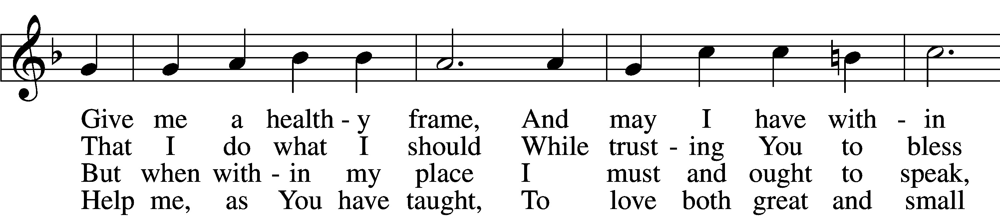 Give me a health - y frame, And may I have with - in
That I do what I should While trust - ing You to bless
But when with - in my place I must and ought to speak,
Help me, as You have taught, To love both great and small